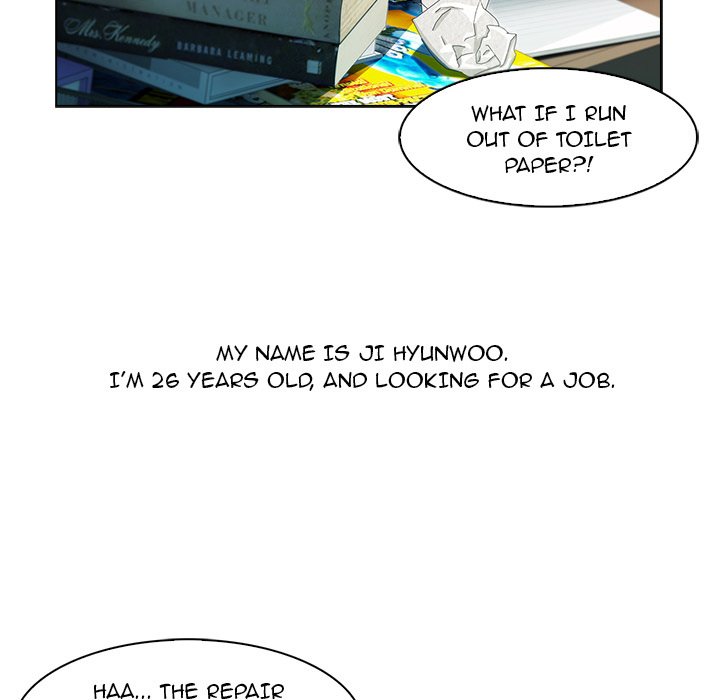 MANAGER
Mrs. Kennedy
BARBARA LEAMING
WHAT IF I RUN
OUT OF TOILET
PAPER?!
MY NAME IS JI HYUNWOO.
I'M 26 YEARS OLD, AND LOOKING FOR A JOB.
HAA... THE REPAIR